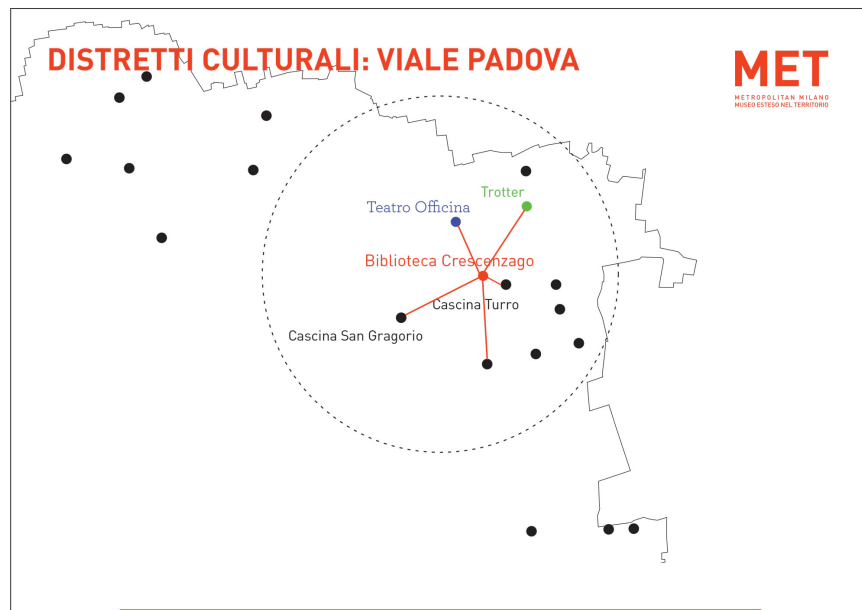 DISTRETTI CULTURALI: VIALE PADOVA
MET
METROPOLITAN MILANO
MUSEO ESTESO NEL TERRITORIO
Trotter
Teatro Officina
Biblioteca Crescenzago
Cascina Turro
Cascina San Gragorio